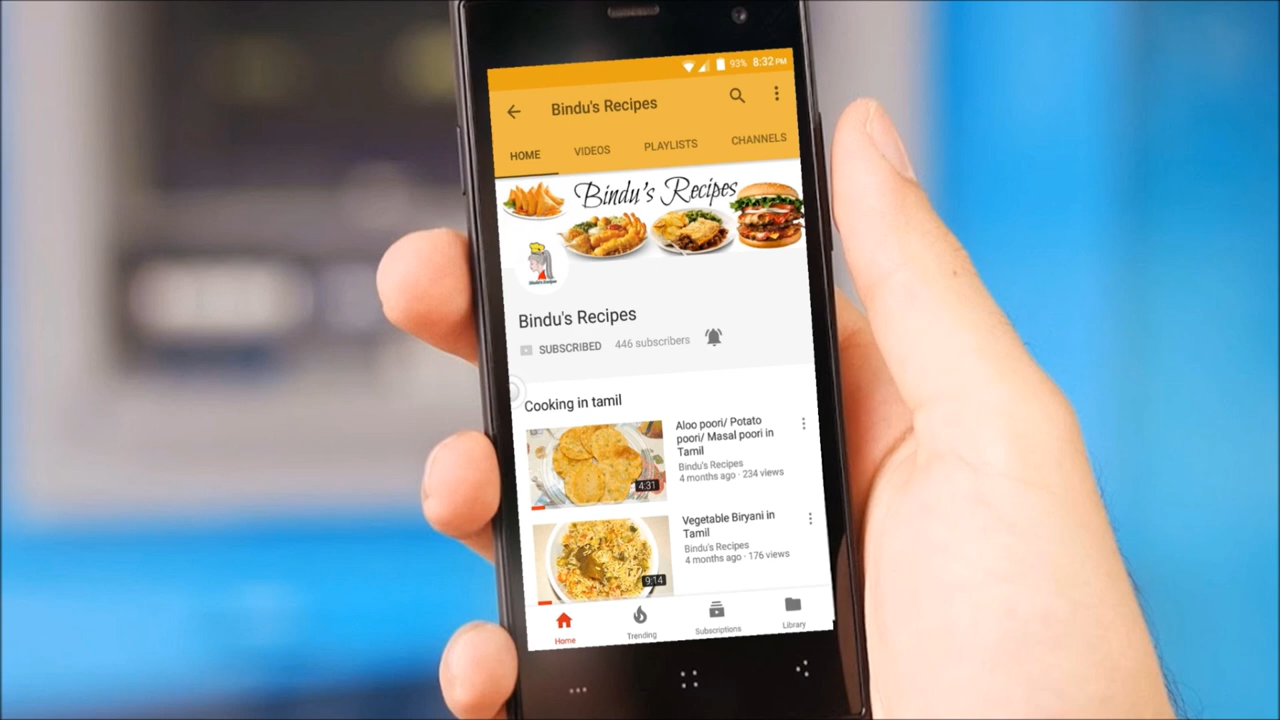 93% 8:32 PM
Bindu's Recipes
HOME VIDEOS PLAYLISTS CHANNELS
Bindu's Recipes
Bindu's Recipes
Bindu's Recipes
SUBSCRIBED 446 subscribers
Cooking in tamil
Aloo poori/ Potato
poori/ Masal poori in
Tamil
Bindu's Recipes
4 months ago · 234 views
4:31
Vegetable Biryani in
Tamil
Bindu's Recipes
4 months ago · 176 views
9:14
Home Trending Subscriptions Library